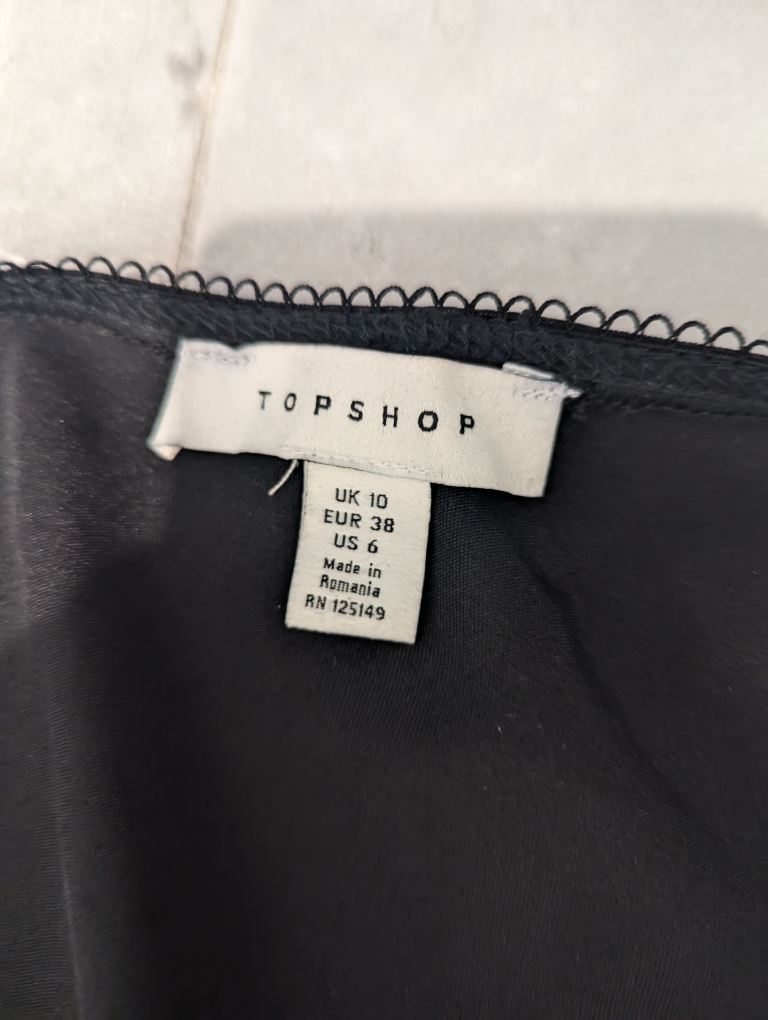 TOPSHOP
UK 10
EUR 38
US 6
Made in
Romania
RN 125149